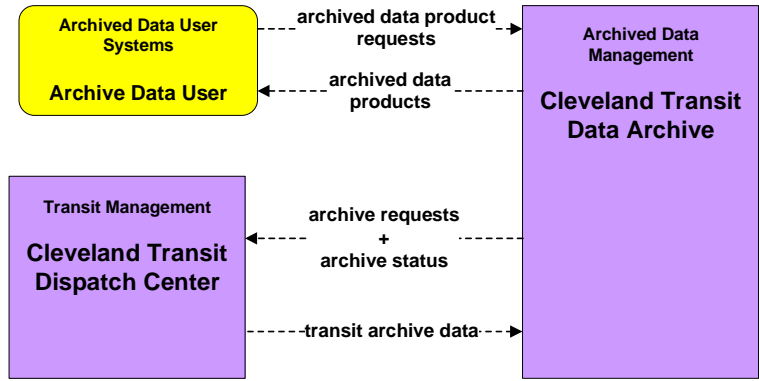 Archived Data User
Systems
Archive Data User
archived data product
requests
archived data
products
Archived Data
Management
Cleveland Transit
Data Archive
Transit Management
Cleveland Transit
Dispatch Center
archive requests
+
archive status
transit archive data